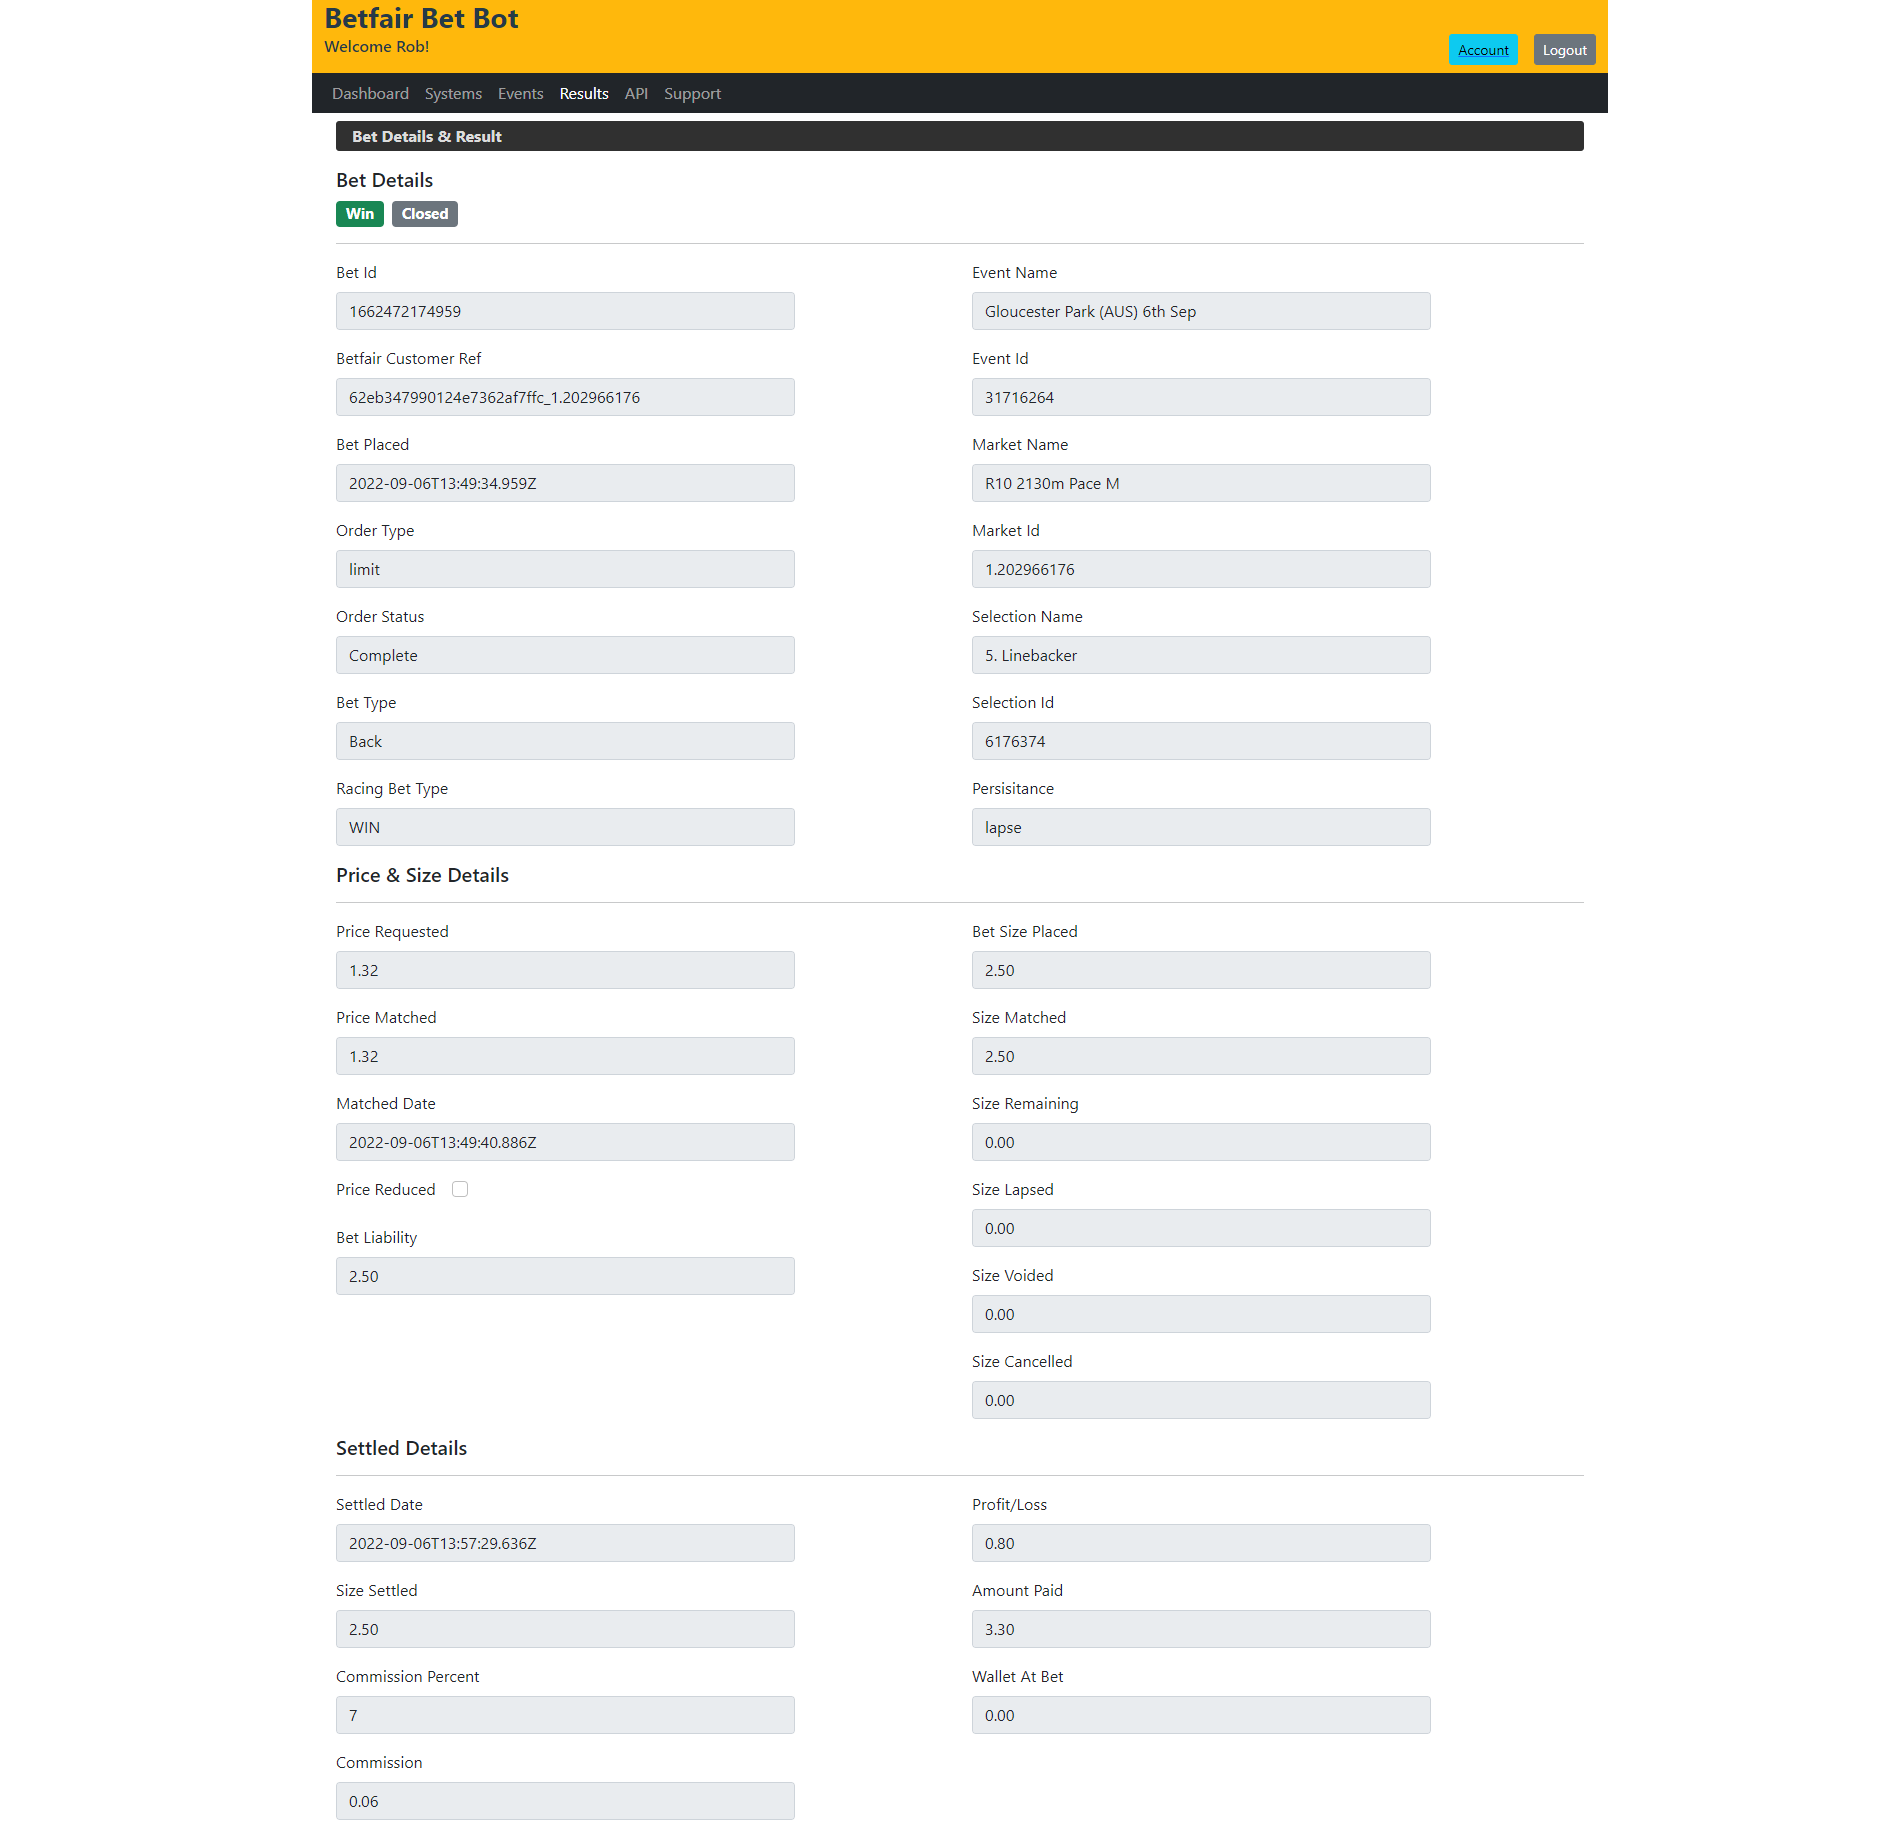 Betfair Bet Bot
Welcome Rob!
Account Logout
Dashboard Systems Events Results API Support
Bet Details & Result
Bet Details
Win Closed
Bet Id
1662472174959
Betfair Customer Ref
62eb347990124e7362af7ffc_1.202966176
Bet Placed
2022-09-06T13:49:34.959Z
Order Type
limit
Order Status
Complete
Bet Type
Back
Racing Bet Type
WIN
Event Name
Gloucester Park (AUS) 6th Sep
Event Id
31716264
Market Name
R10 2130m Pace M
Market Id
1.202966176
Selection Name
5. Linebacker
Selection Id
6176374
Persisitance
lapse
Price & Size Details
Price Requested
1.32
Price Matched
1.32
Matched Date
2022-09-06T13:49:40.886Z
Price Reduced
Bet Liability
2.50
Bet Size Placed
2.50
Size Matched
2.50
Size Remaining
0.00
Size Lapsed
0.00
Size Voided
0.00
Size Cancelled
0.00
Settled Details
Settled Date
2022-09-06T13:57:29.636Z
Size Settled
2.50
Commission Percent
7
Commission
0.06
Profit/Loss
0.80
Amount Paid
3.30
Wallet At Bet
0.00